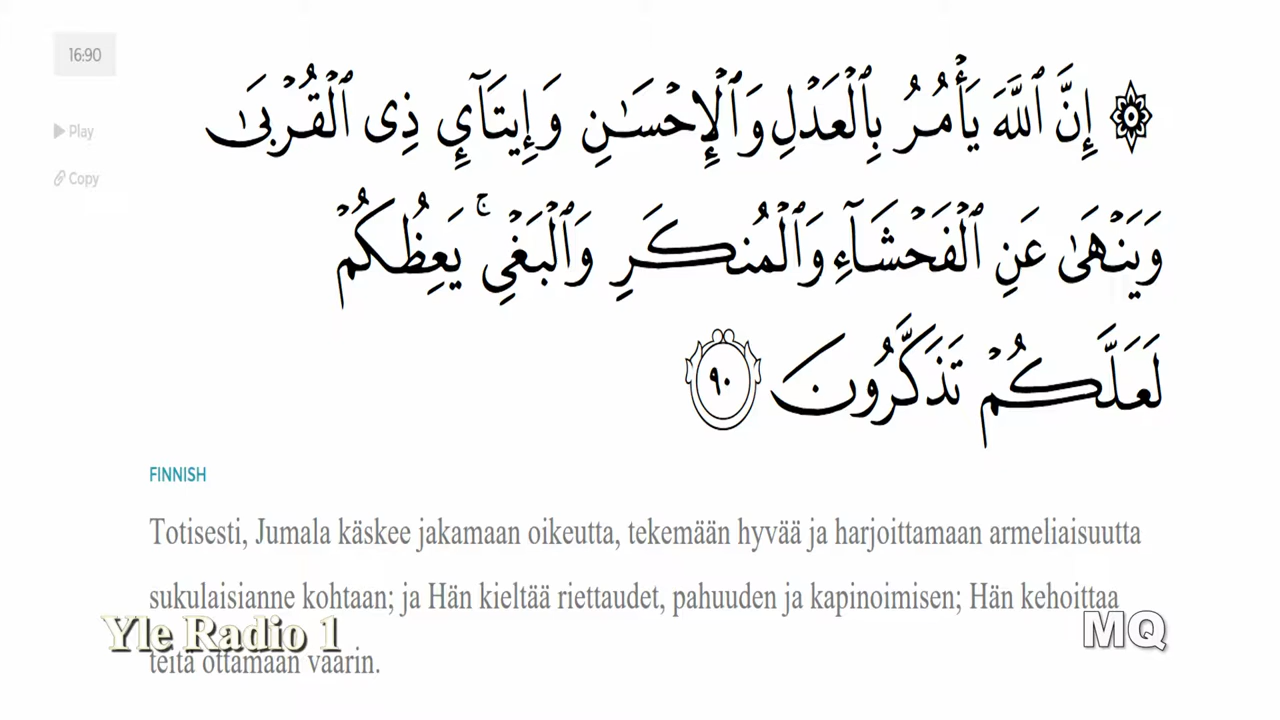 16:90
۞ إِنَّ ٱللَّهَ يَأْمُرُ بِٱلْعَدْلِ وَٱلْإِحْسَـٰنِ وَإِيتَآئِ ذِى ٱلْقُرْبَىٰ
Play
Copy
وَيَنْهَىٰ عَنِ ٱلْفَحْشَآءِ وَٱلْمُنكَرِ وَٱلْبَغْىِ ۚ يَعِظُكُمْ
لَعَلَّكُمْ تَذَكَّرُونَ ٩٠
FINNISH
Totisesti, Jumala käskee jakamaan oikeutta, tekemään hyvää ja harjoittamaan armeliaisuutta
sukulaisianne kohtaan; ja Hän kieltää riettaudet, pahuuden ja kapinoimisen; Hän kehoittaa
Yle Radio 1
MQ
teitä ottamaan vaarin.